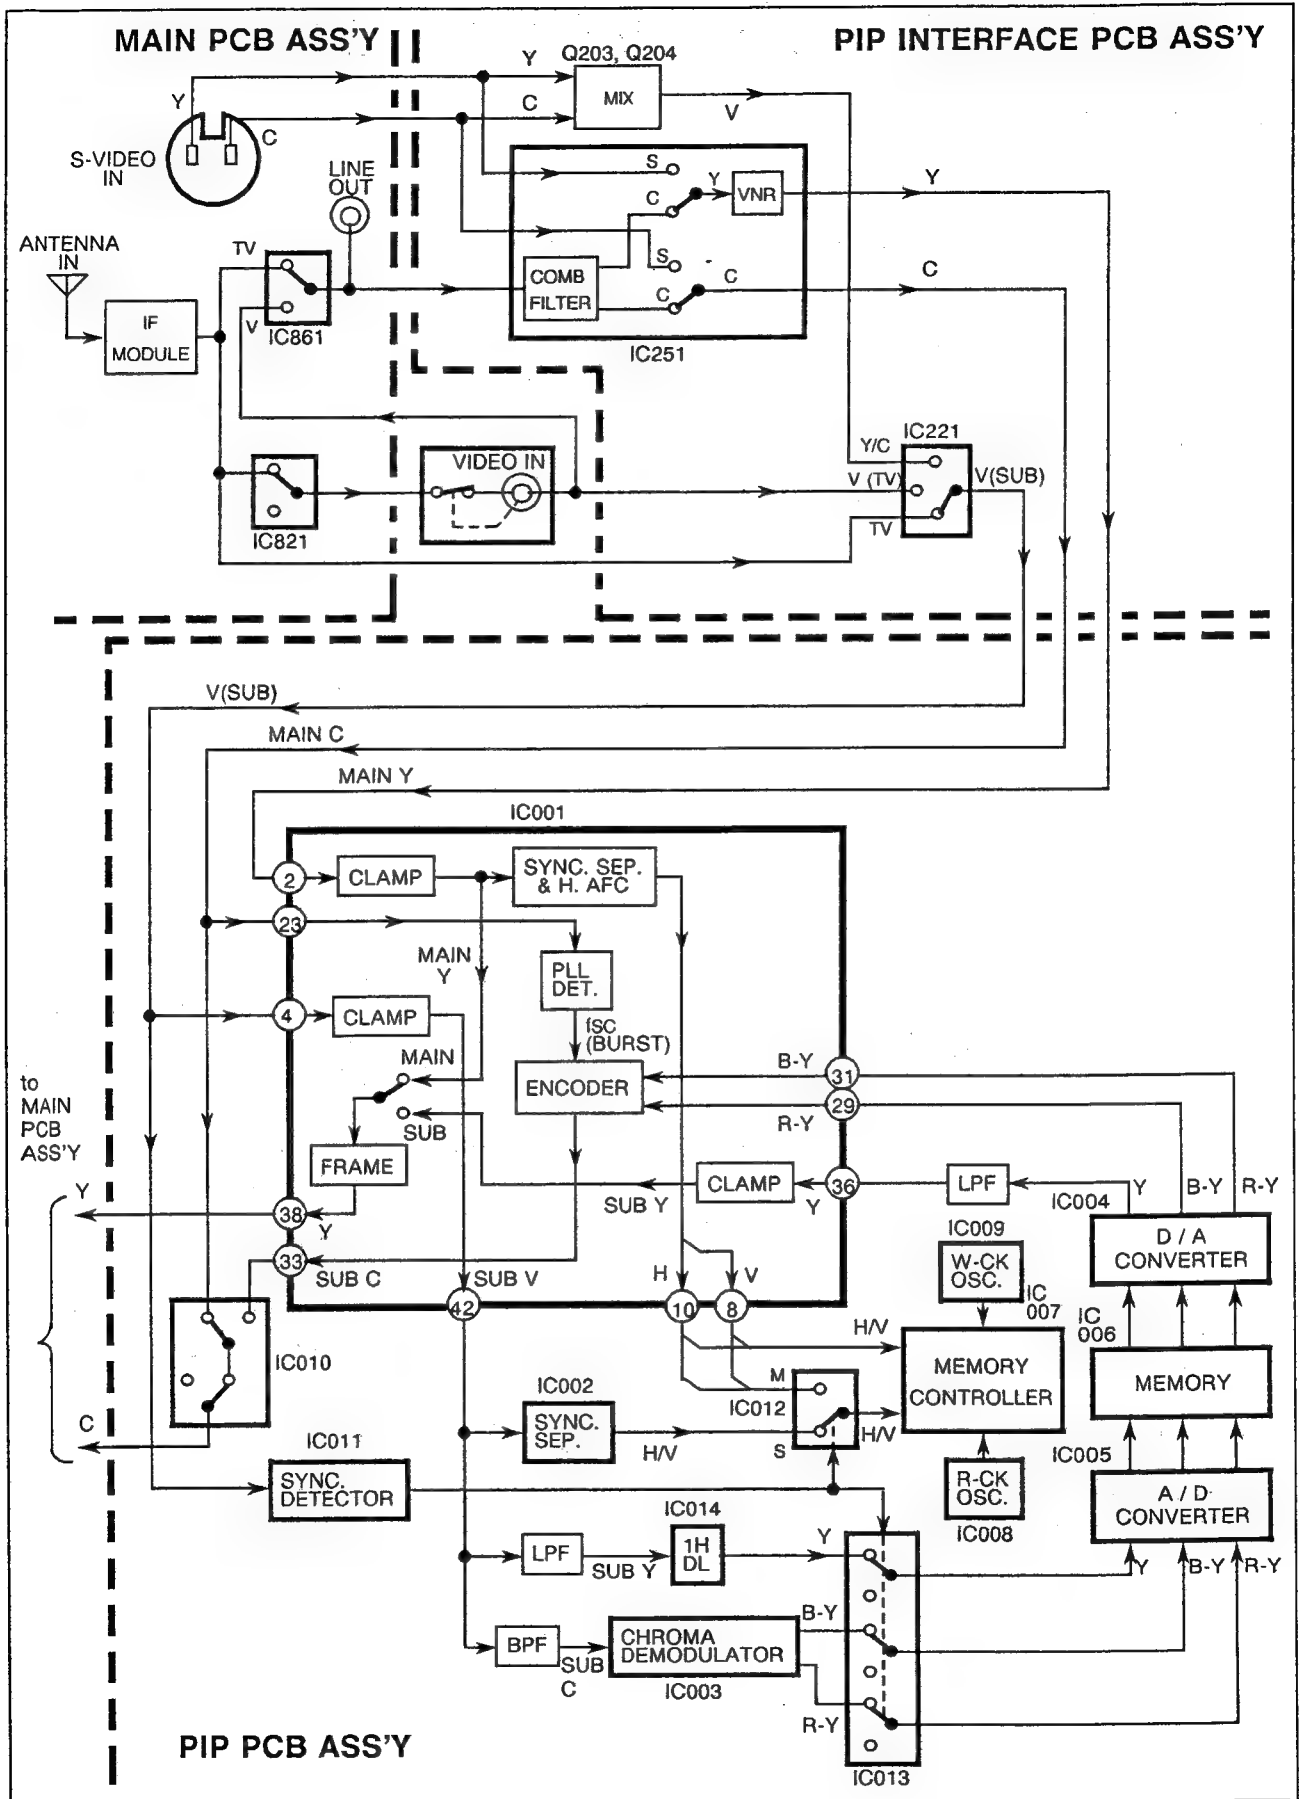 MAIN PCB ASS'Y
PIP INTERFACE PCB ASS'Y
Q203, Q204
Y
MIX
Y
C
V
C
S-VIDEO
IN
LINE
OUT
S
Y
VNR
Y
C
ANTENNA
IN
TV
COMB
FILTER
S
C
C
C
IF
MODULE
V
IC861
IC251
IC221
Y/C
VIDEO IN
V (TV)
V(SUB)
TV
IC821
V(SUB)
MAIN C
MAIN Y
IC001
2
CLAMP
SYNC. SEP.
& H. AFC
23
MAIN
Y
PLL
DET.
4
CLAMP
fSC
(BURST)
MAIN
ENCODER
B-Y
31
29
R-Y
to
MAIN
PCB
ASS'Y
SUB
FRAME
CLAMP
36
LPF
Y
SUB Y
Y
IC004
B-Y
R-Y
Y
38
Y
D / A
CONVERTER
IC009
W-CK
OSC.
33
SUB C
SUB V
H
V
42
10
8
IC
007
IC
006
H/V
MEMORY
CONTROLLER
MEMORY
IC010
IC002
M
IC012
SYNC.
SEP.
H/V
S
H/V
C
IC011
SYNC.
DETECTOR
IC005
R-CK
OSC.
IC008
A / D
CONVERTER
IC014
LPF
SUB Y
1H
DL
Y
Y
B-Y
R-Y
BPF
SUB
C
CHROMA
DEMODULATOR
IC003
B-Y
R-Y
PIP PCB ASS'Y
IC013